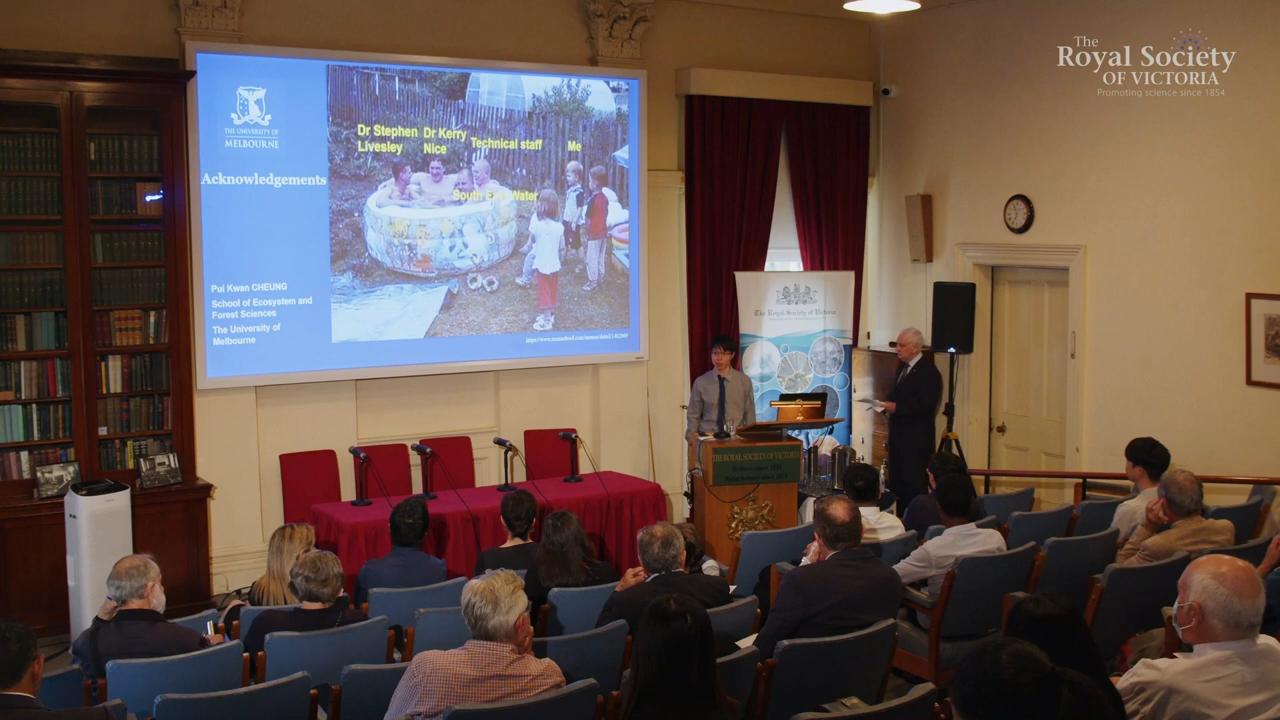 The
Royal Society
OF VICTORIA
Promoting science since 1854
THE UNIVERSITY OF
MELBOURNE
Acknowledgements
Dr Stephen
Livesley
Dr Kerry
Nice
Technical staff
Me
South East Water
Pui Kwan CHEUNG
School of Ecosystem and
Forest Sciences
The University of
Melbourne
The Royal Society of Victoria
THE ROYAL SOCIETY OF VICTORIA